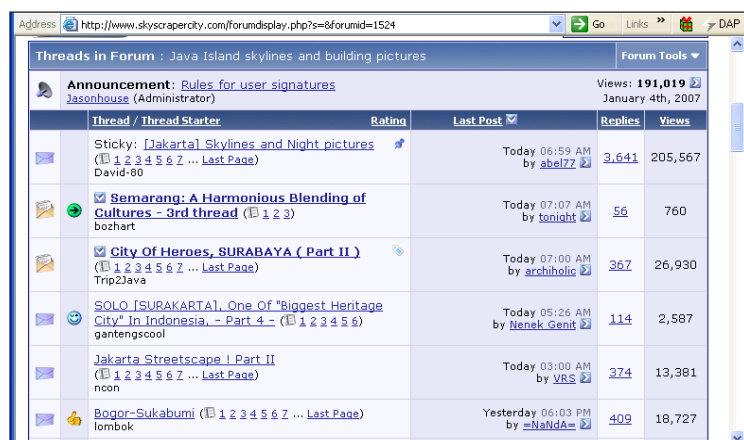 Address http://www.skyscrapercity.com/forumdisplay.php?s=&forumid=1524 Go Links » DAP
Threads in Forum : Java Island skylines and building pictures Forum Tools
Announcement: Rules for user signatures Views: 191,019
Jasonhouse (Administrator) January 4th, 2007
Thread / Thread Starter Rating Last Post Replies Views
Sticky: [Jakarta] Skylines and Night pictures
( 1 2 3 4 5 6 7 ... Last Page)
David-80
Today 06:59 AM
by abel77
3,641 205,567
Semarang: A Harmonious Blending of
Cultures - 3rd thread ( 1 2 3)
bozhart
Today 07:07 AM
by tonight
56 760
City Of Heroes, SURABAYA ( Part II )
( 1 2 3 4 5 6 7 ... Last Page)
Trip2Java
Today 07:00 AM
by archiholic
367 26,930
SOLO [SURAKARTA], One Of "Biggest Heritage
City" In Indonesia, - Part 4 - ( 1 2 3 4 5 6)
gantengscool
Today 05:26 AM
by Nenek Genit
114 2,587
Jakarta Streetscape ! Part II
( 1 2 3 4 5 6 7 ... Last Page)
ncon
Today 03:00 AM
by VRS
374 13,381
Bogor-Sukabumi ( 1 2 3 4 5 6 7 ... Last Page)
lombok
Yesterday 06:03 PM
by =NaNdA=
409 18,727